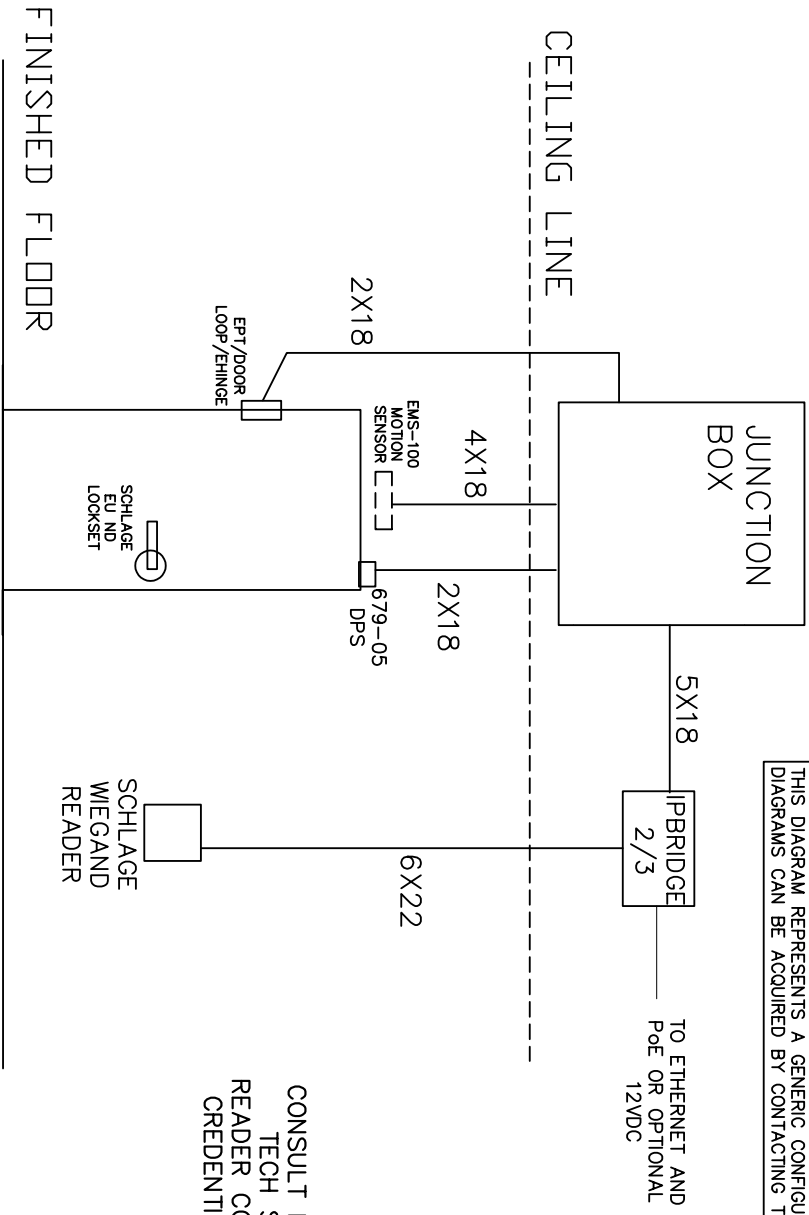 THIS DIAGRAM REPRESENTS A GENERIC
DIAGRAMS CAN BE ACQUIRED BY CONTACTING
JUNCTION
BOX
5X18
IPBRIDGE
2/3
TO ETHERNET AND
PoE OR OPTIONAL
12VDC
CEILING LINE
2X18
4X18
2X18
6X22
EMS-100
MOTION
SENSOR
679-05
DPS
EPT/DOOR
LOOP/EHINGE
SCHLAGE
EU ND
LOCKSET
SCHLAGE
WIEGAND
READER
CONSULT
TECH
READER
FINISHED FLOOR